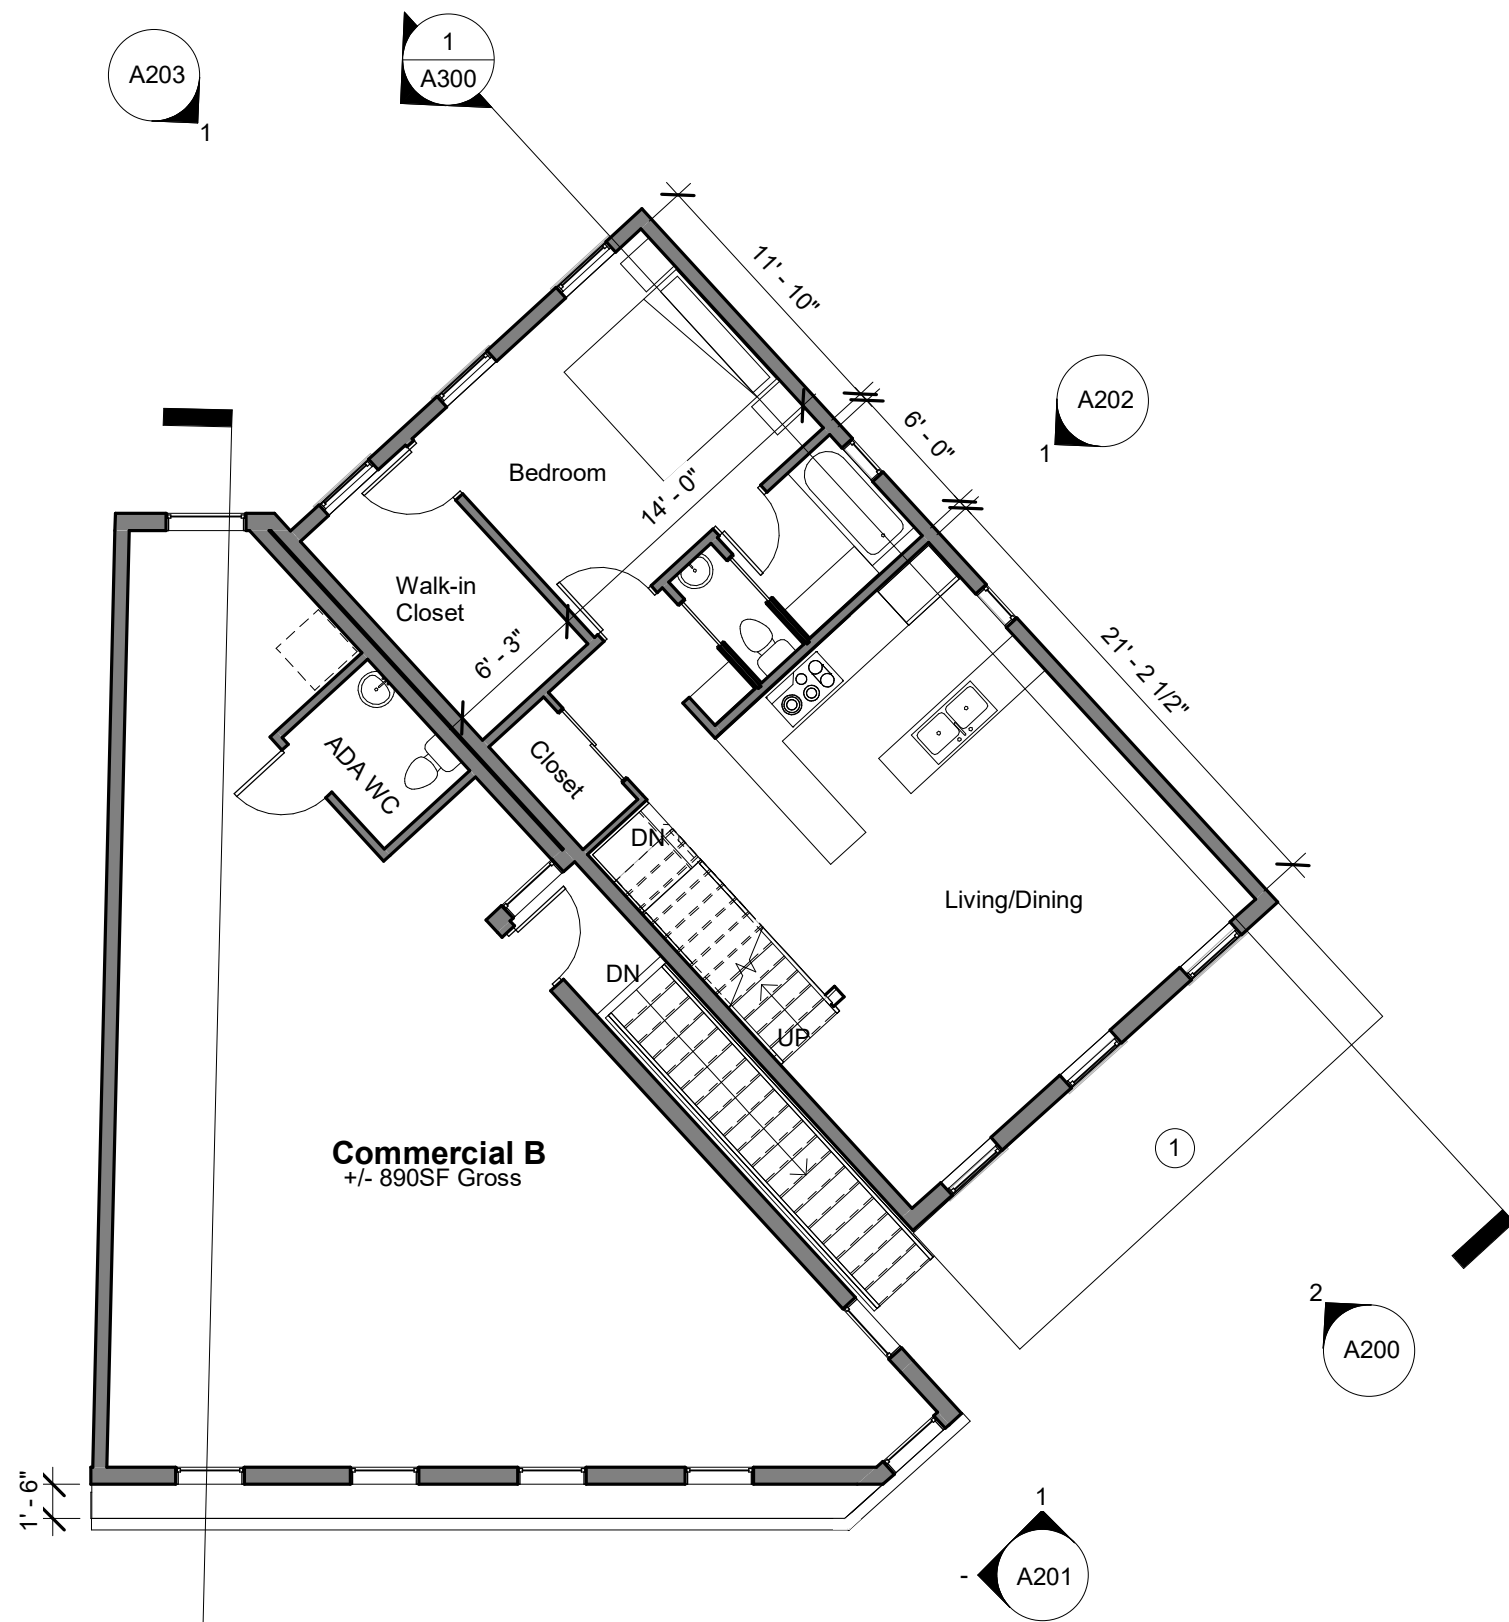 1
A300
A203
1
11' - 10"
A202
1
6' - 0"
Bedroom
14' - 0"
Walk-in
Closet
6' - 3"
21' - 2 1/2"
ADA WC
Closet
DN
Living/Dining
DN
UP
Commercial B
+/- 890SF Gross
1
2
A200
1' - 6"
1
-
A201